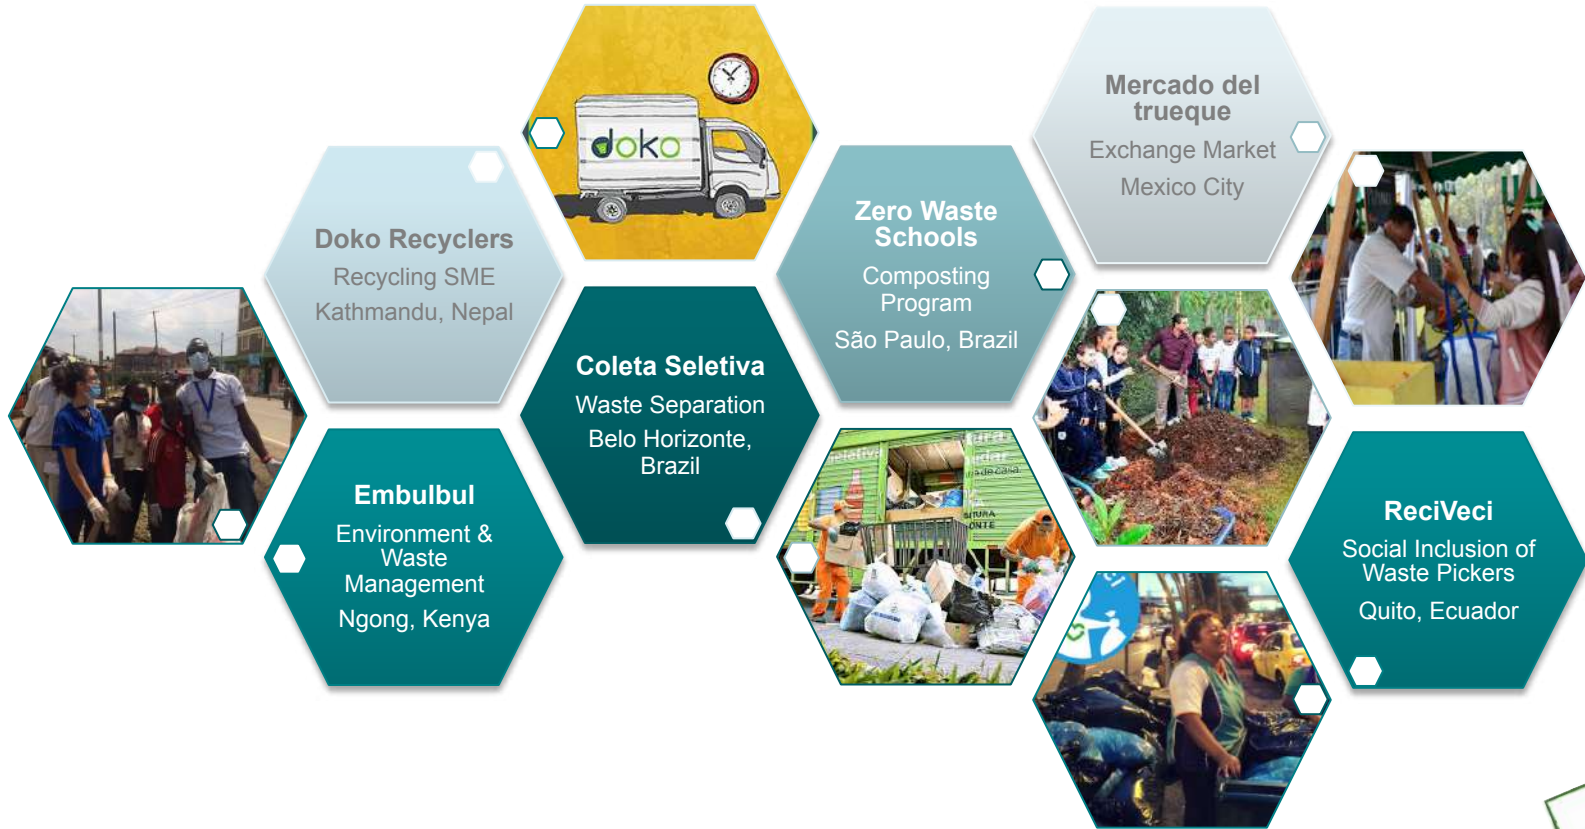 doko
Doko Recyclers
Recycling SME
Kathmandu, Nepal
Embulbul
Environment &
Waste
Management
Ngong, Kenya
Coleta Seletiva
Waste Separation
Belo Horizonte,
Brazil
Zero Waste
Schools
Composting
Program
São Paulo, Brazil
Mercado del
trueque
Exchange Market
Mexico City
ReciVeci
Social Inclusion of
Waste Pickers
Quito, Ecuador